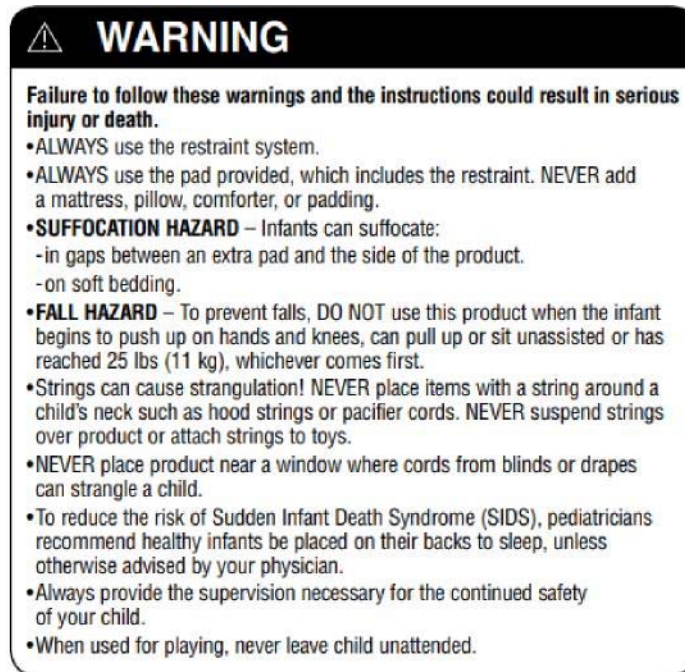 ⚠ WARNING
Failure to follow these warnings and the instructions could result in serious
injury or death.
•ALWAYS use the restraint system.
•ALWAYS use the pad provided, which includes the restraint. NEVER add
a mattress, pillow, comforter, or padding.
•SUFFOCATION HAZARD – Infants can suffocate:
-in gaps between an extra pad and the side of the product.
-on soft bedding.
•FALL HAZARD – To prevent falls, DO NOT use this product when the infant
begins to push up on hands and knees, can pull up or sit unassisted or has
reached 25 lbs (11 kg), whichever comes first.
•Strings can cause strangulation! NEVER place items with a string around a
child's neck such as hood strings or pacifier cords. NEVER suspend strings
over product or attach strings to toys.
•NEVER place product near a window where cords from blinds or drapes
can strangle a child.
•To reduce the risk of Sudden Infant Death Syndrome (SIDS), pediatricians
recommend healthy infants be placed on their backs to sleep, unless
otherwise advised by your physician.
•Always provide the supervision necessary for the continued safety
of your child.
•When used for playing, never leave child unattended.